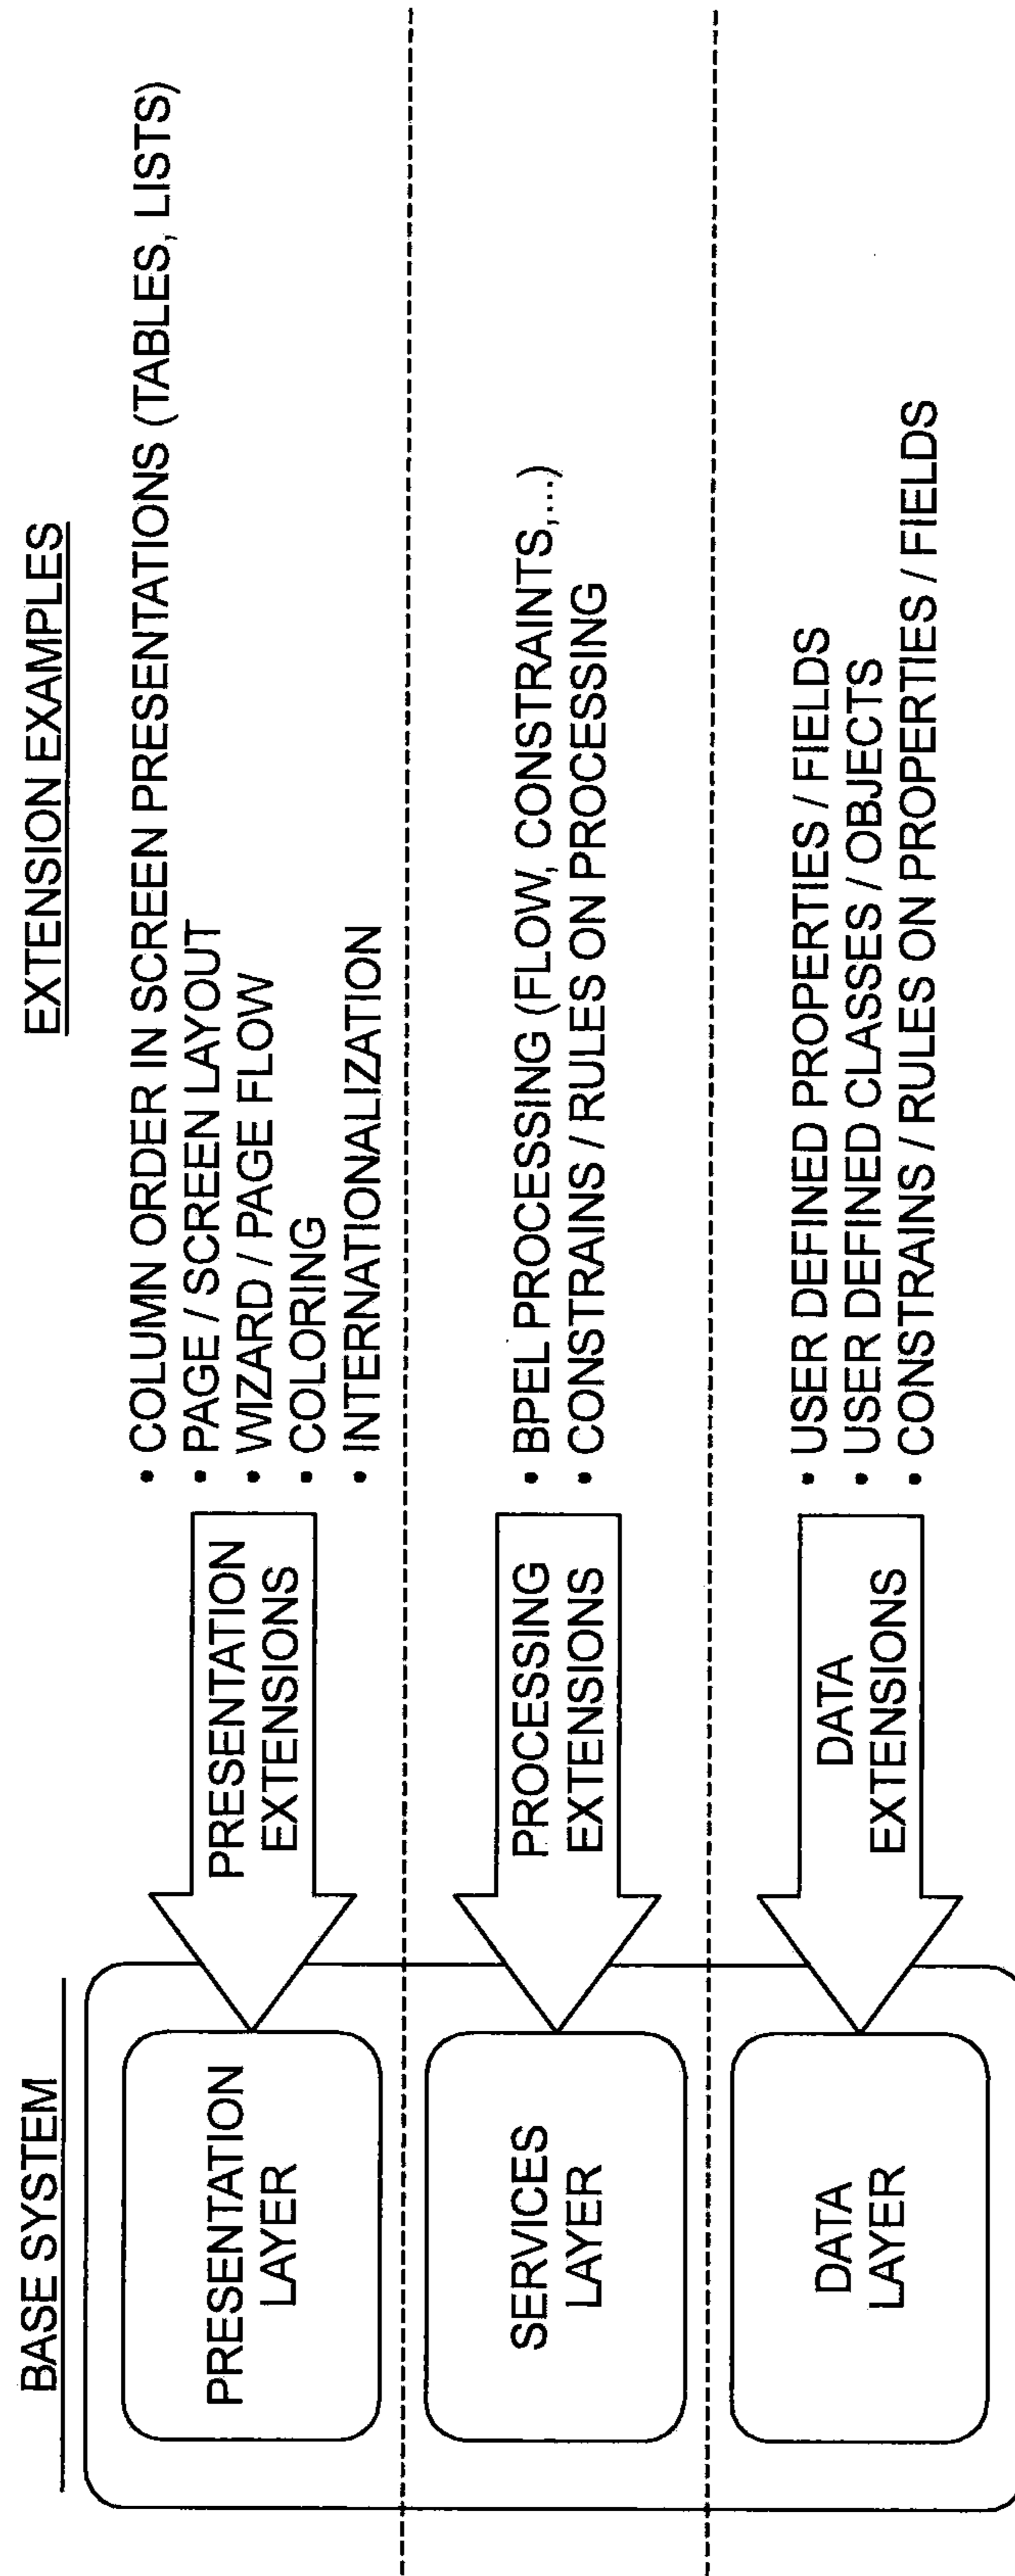 BASE SYSTEM
EXTENSION EXAMPLES
PRESENTATION
LAYER
PRESENTATION
EXTENSIONS
• COLUMN ORDER IN SCREEN PRESENTATIONS (TABLES, LISTS)
• PAGE / SCREEN LAYOUT
• WIZARD / PAGE FLOW
• COLORING
• INTERNATIONALIZATION
SERVICES
LAYER
PROCESSING
EXTENSIONS
• BPEL PROCESSING (FLOW, CONSTRAINTS,...)
• CONSTRAINS / RULES ON PROCESSING
DATA
LAYER
DATA
EXTENSIONS
• USER DEFINED PROPERTIES / FIELDS
• USER DEFINED CLASSES / OBJECTS
• CONSTRAINS / RULES ON PROPERTIES / FIELDS